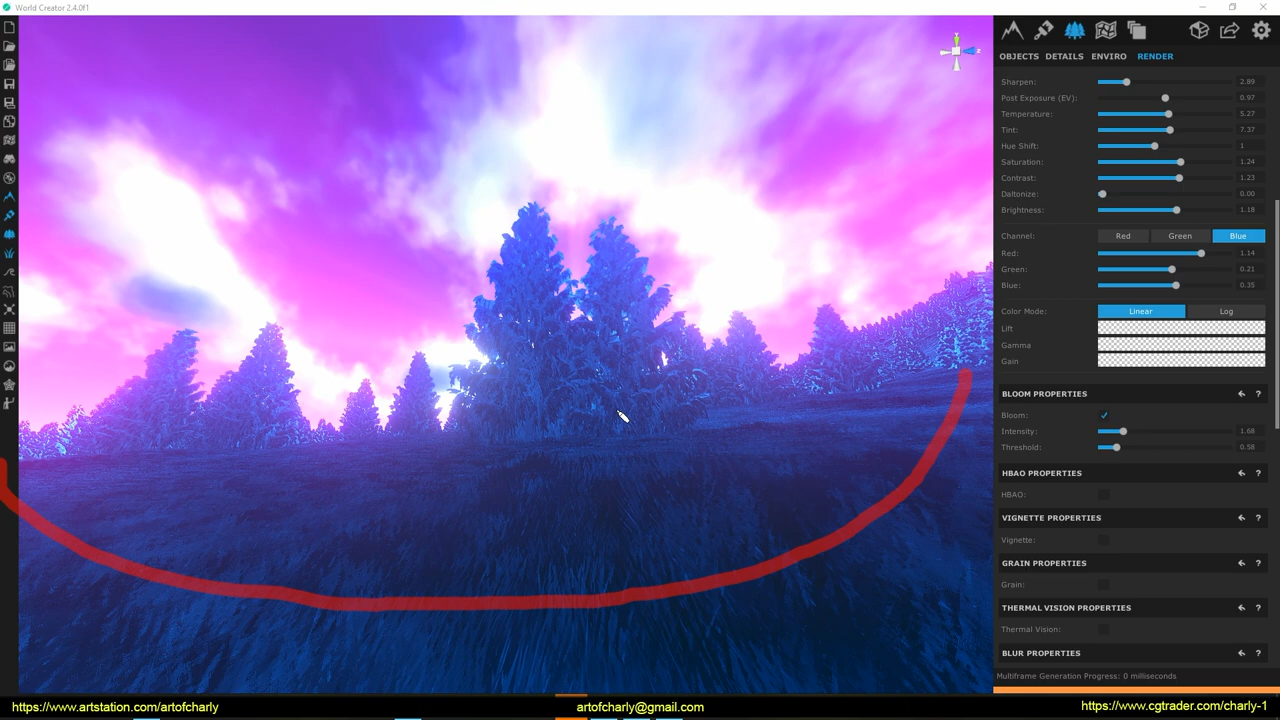 World Creator 2.4.0f1
OBJECTS DETAILS ENVIRO RENDER
Sharpen: 2.89
Post Exposure (EV): 0.97
Temperature: 5.27
Tint: 7.37
Hue Shift: 1
Saturation: 1.24
Contrast: 1.23
Daltonize: 0.00
Brightness: 1.18
Channel: Red Green Blue
Red: 1.14
Green: 0.21
Blue: 0.35
Color Mode: Linear Log
Lift
Gamma
Gain
BLOOM PROPERTIES ?
Bloom:
Intensity: 1.68
Threshold: 0.58
HBAO PROPERTIES ?
HBAO:
VIGNETTE PROPERTIES ?
Vignette:
GRAIN PROPERTIES ?
Grain:
THERMAL VISION PROPERTIES ?
Thermal Vision:
BLUR PROPERTIES ?
Multiframe Generation Progress: 0 milliseconds
https://www.artstation.com/artofcharly artofcharly@gmail.com https://www.cgtrader.com/charly-1